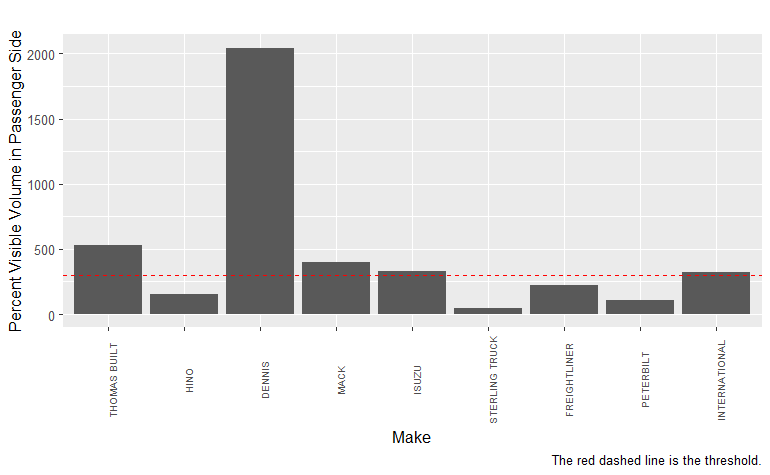 Percent Visible Volume in Passenger Side
2000
1500
1000
500
0
THOMAS BUILT
HINO
DENNIS
MACK
ISUZU
STERLING TRUCK
FREIGHTLINER
PETERBILT
INTERNATIONAL
Make
The red dashed line is the threshold.